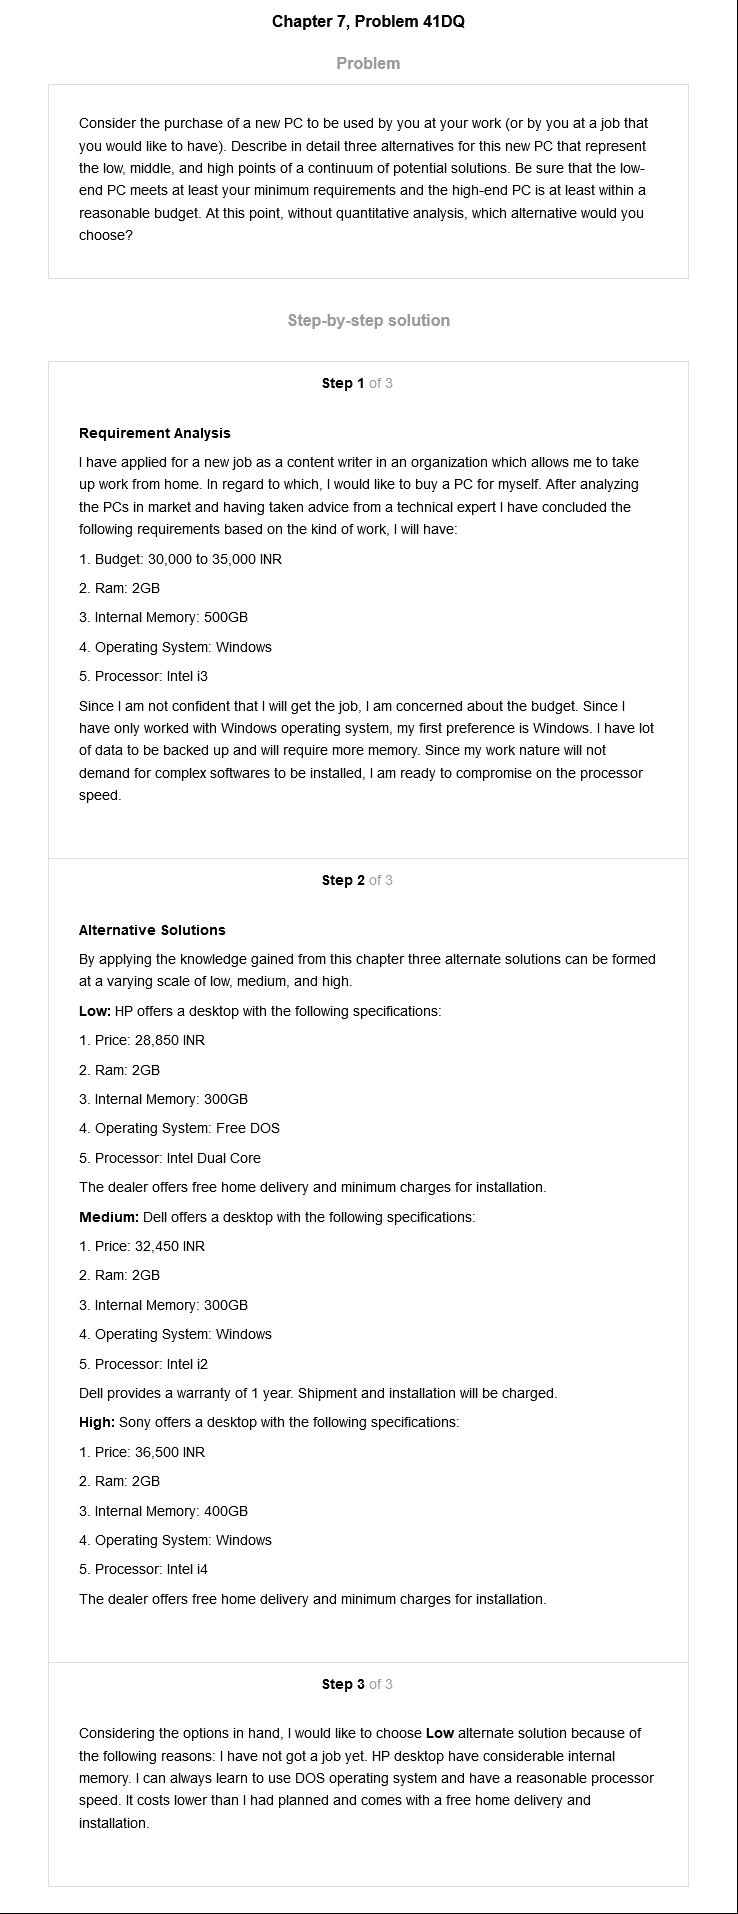 Chapter 7, Problem 41DQ
Problem
Consider the purchase of a new PC to be used by you at your work (or by you at a job that
you would like to have). Describe in detail three alternatives for this new PC that represent
the low, middle, and high points of a continuum of potential solutions. Be sure that the low-
end PC meets at least your minimum requirements and the high-end PC is at least within a
reasonable budget. At this point, without quantitative analysis, which alternative would you
choose?
Step-by-step solution
Step 1 of 3
Requirement Analysis
I have applied for a new job as a content writer in an organization which allows me to take
up work from home. In regard to which, I would like to buy a PC for myself. After analyzing
the PCs in market and having taken advice from a technical expert I have concluded the
following requirements based on the kind of work, I will have:
1. Budget: 30,000 to 35,000 INR
2. Ram: 2GB
3. Internal Memory: 500GB
4. Operating System: Windows
5. Processor: Intel i3
Since I am not confident that I will get the job, I am concerned about the budget. Since I
have only worked with Windows operating system, my first preference is Windows. I have lot
of data to be backed up and will require more memory. Since my work nature will not
demand for complex softwares to be installed, I am ready to compromise on the processor
speed.
Step 2 of 3
Alternative Solutions
By applying the knowledge gained from this chapter three alternate solutions can be formed
at a varying scale of low, medium, and high.
Low: HP offers a desktop with the following specifications:
1. Price: 28,850 INR
2. Ram: 2GB
3. Internal Memory: 300GB
4. Operating System: Free DOS
5. Processor: Intel Dual Core
The dealer offers free home delivery and minimum charges for installation.
Medium: Dell offers a desktop with the following specifications:
1. Price: 32,450 INR
2. Ram: 2GB
3. Internal Memory: 300GB
4. Operating System: Windows
5. Processor: Intel i2
Dell provides a warranty of 1 year. Shipment and installation will be charged.
High: Sony offers a desktop with the following specifications:
1. Price: 36,500 INR
2. Ram: 2GB
3. Internal Memory: 400GB
4. Operating System: Windows
5. Processor: Intel i4
The dealer offers free home delivery and minimum charges for installation.
Step 3 of 3
Considering the options in hand, I would like to choose Low alternate solution because of
the following reasons: I have not got a job yet. HP desktop have considerable internal
memory. I can always learn to use DOS operating system and have a reasonable processor
speed. It costs lower than I had planned and comes with a free home delivery and
installation.